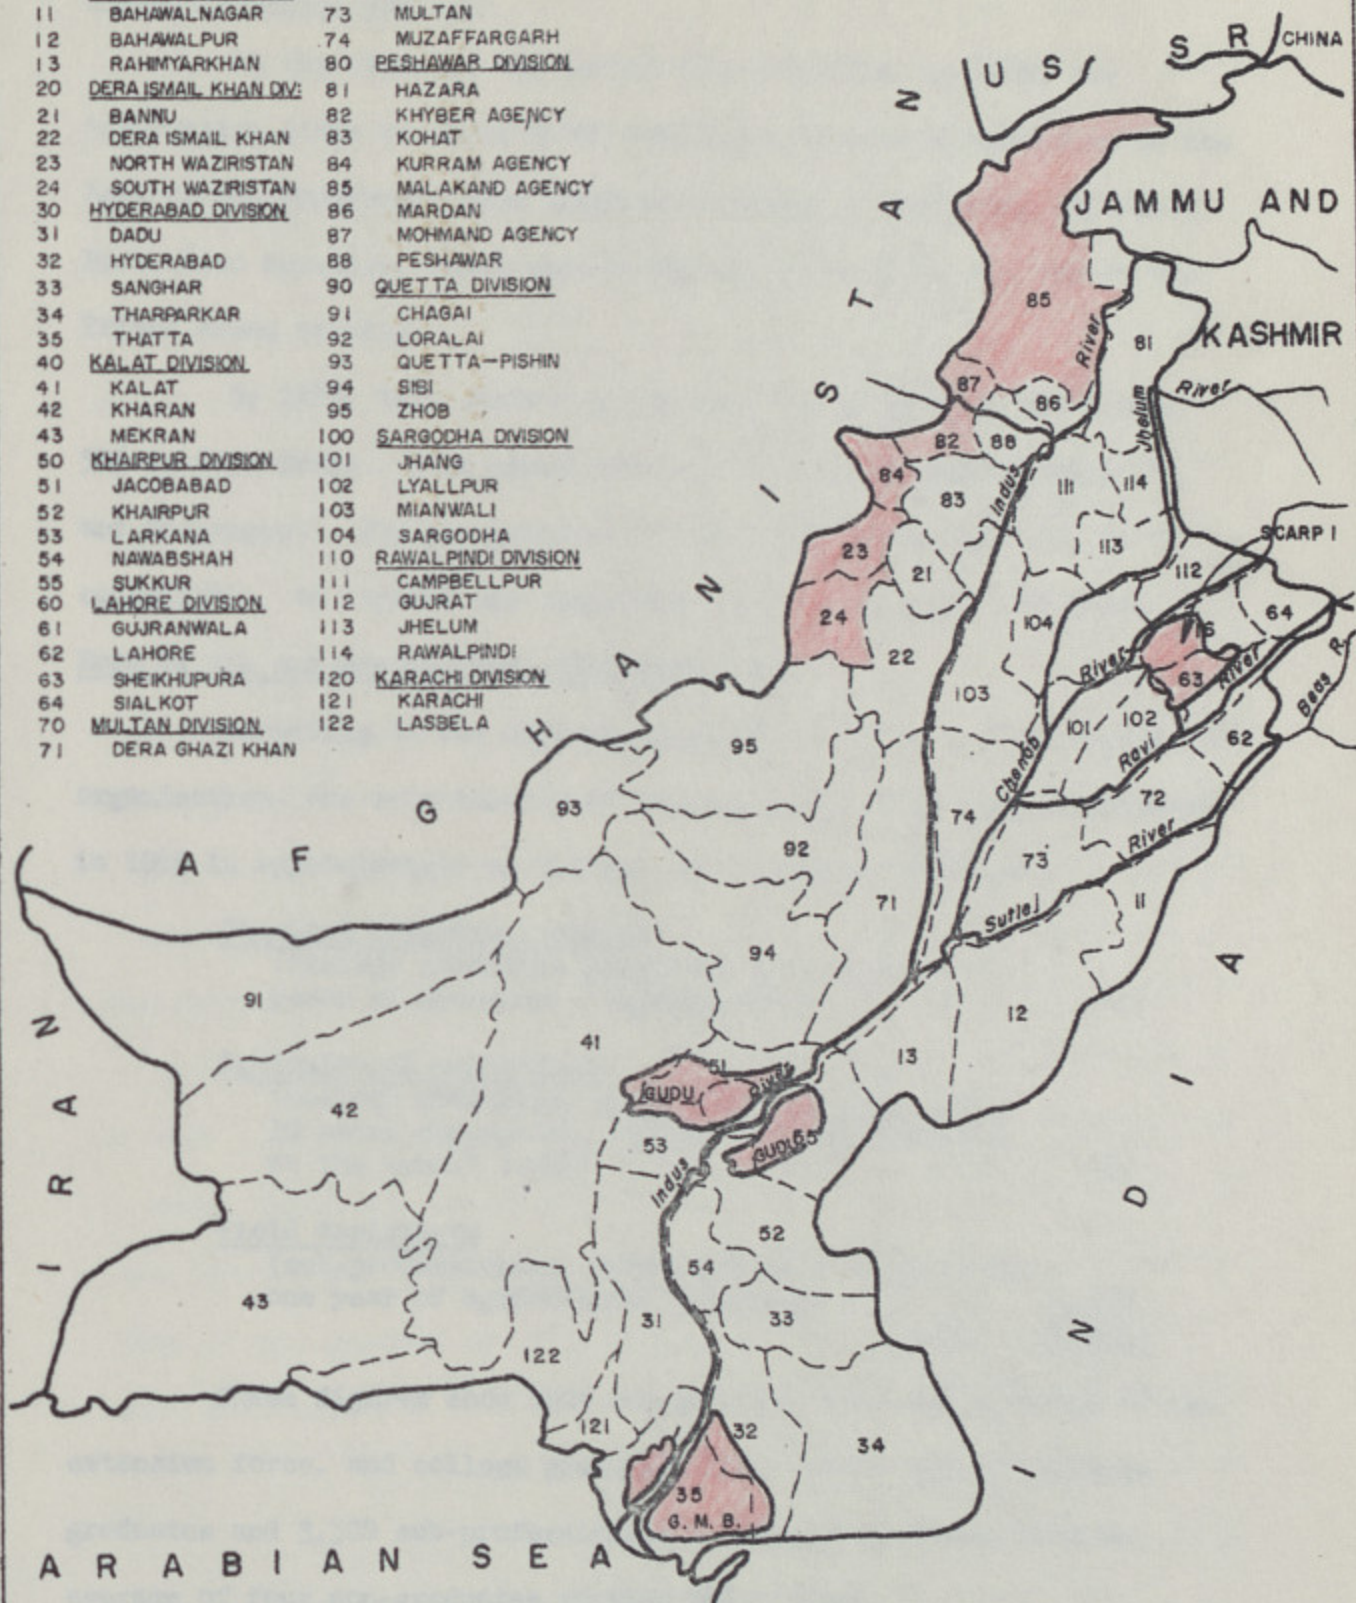 11 BAHAWALNAGAR
12 BAHAWALPUR
13 RAHIMYARKHAN
20 DERA ISMAIL KHAN DIV:
21 BANNU
22 DERA ISMAIL KHAN
23 NORTH WAZIRISTAN
24 SOUTH WAZIRISTAN
30 HYDERABAD DIVISION
31 DADU
32 HYDERABAD
33 SANGHAR
34 THARPARKAR
35 THATTA
40 KALAT DIVISION
41 KALAT
42 KHARAN
43 MEKRAN
50 KHAIRPUR DIVISION
51 JACOBABAD
52 KHAIRPUR
53 LARKANA
54 NAWABSHAH
55 SUKKUR
60 LAHORE DIVISION
61 GUJRANWALA
62 LAHORE
63 SHEIKHUPURA
64 SIALKOT
70 MULTAN DIVISION
71 DERA GHAZI KHAN
73 MULTAN
74 MUZAFFARGARH
80 PESHAWAR DIVISION
81 HAZARA
82 KHYBER AGENCY
83 KOHAT
84 KURRAM AGENCY
85 MALAKAND AGENCY
86 MARDAN
87 MOHMAND AGENCY
88 PESHAWAR
90 QUETTA DIVISION
91 CHAGAI
92 LORALAI
93 QUETTA-PISHIN
94 SIBI
95 ZHOB
100 SARGODHA DIVISION
101 JHANG
102 LYALLPUR
103 MIANWALI
104 SARGODHA
110 RAWALPINDI DIVISION
111 CAMPBELLPUR
112 GUJRAT
113 JHELUM
114 RAWALPINDI
120 KARACHI DIVISION
121 KARACHI
122 LASBELA
U S S R
CHINA
AFGHANISTAN
JAMMU AND
KASHMIR
85
81
River
River
Jhelum
87
86
82
88
84
83
Indus
111
114
113
SCARP I
23
21
112
24
22
104
64
River
63
River
Beas R.
103
101
102
62
Ravi
95
Chenab
72
93
74
River
92
73
71
Sutlej
11
94
91
12
41
13
IRAN
INDIA
42
51
GUDU
River
53
GUDU
55
Indus
52
54
43
31
33
122
121
32
34
35
G. M. B.
ARABIAN SEA